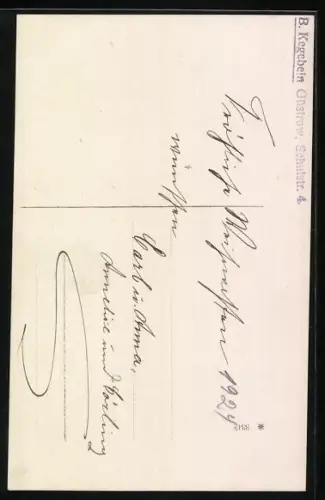 B. Kegebein Güstrow, Schulstr. 4
Fröhliche Weihnachten 1924
wünschen
Carl u. Anna,
Annelise und